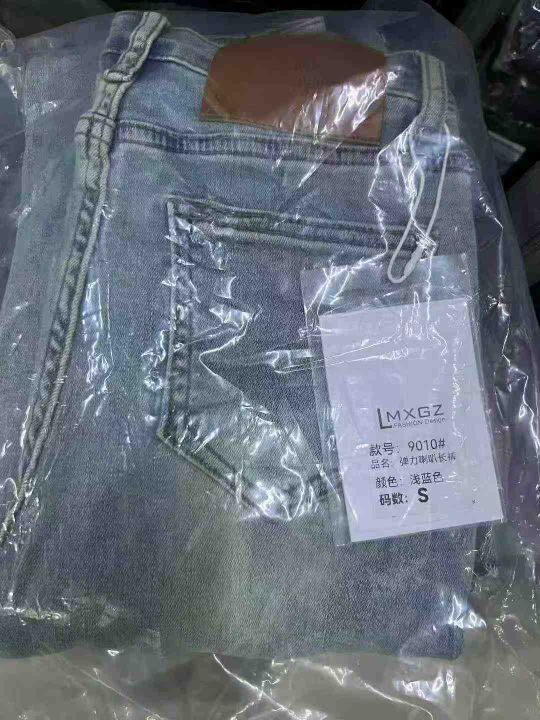 LMXGZ
FASHION Design
款号：9010#
品名：弹力喇叭长裤
颜色：浅蓝色
码数：S